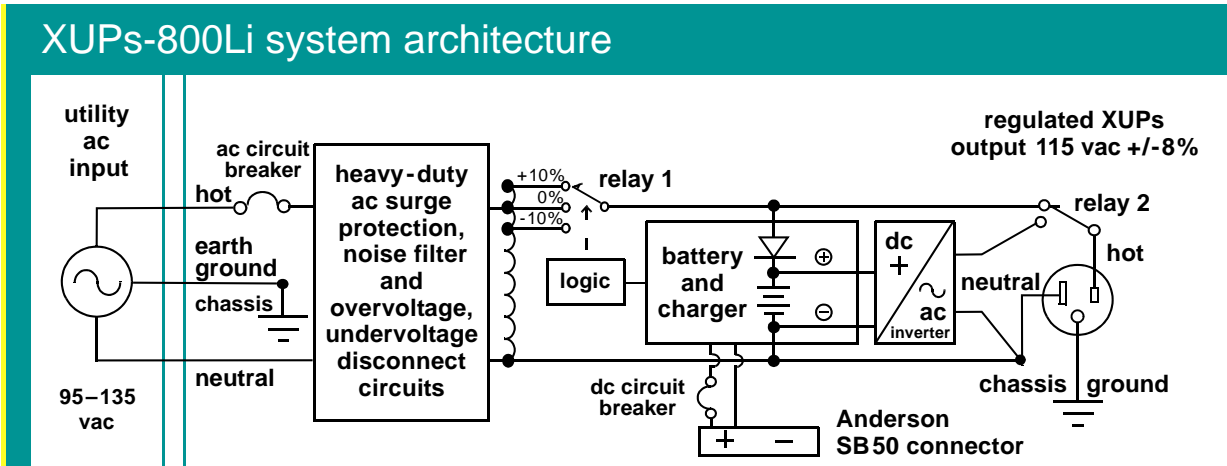 XUPs-800Li system architecture
utility
ac
input
ac circuit
breaker
hot
earth
ground
chassis
neutral
95–135
vac
heavy-duty
ac surge
protection,
noise filter
and
overvoltage,
undervoltage
disconnect
circuits
+10%
0%
-10%
relay 1
logic
battery
and
charger
+
−
dc circuit
breaker
+ −
Anderson
SB50 connector
dc
+
ac
inverter
regulated XUPs
output 115 vac +/-8%
relay 2
hot
neutral
chassis ground